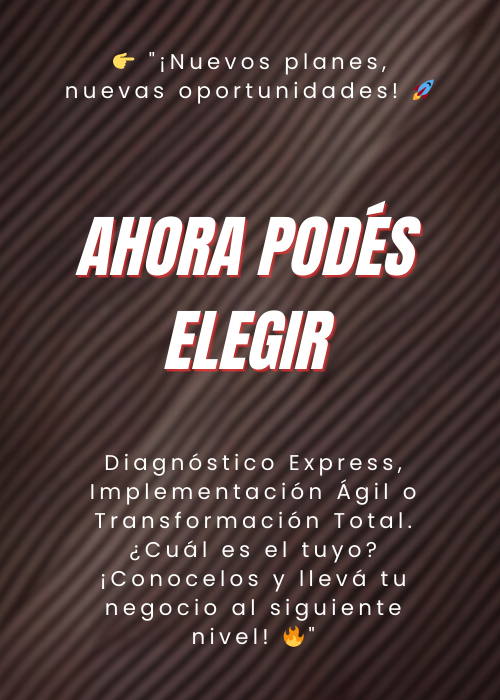 👉 "¡Nuevos planes,
nuevas oportunidades! 🚀
AHORA PODÉS
ELEGIR
Diagnóstico Express,
Implementación Ágil o
Transformación Total.
¿Cuál es el tuyo?
¡Conocelos y llevá tu
negocio al siguiente
nivel! 🔥"